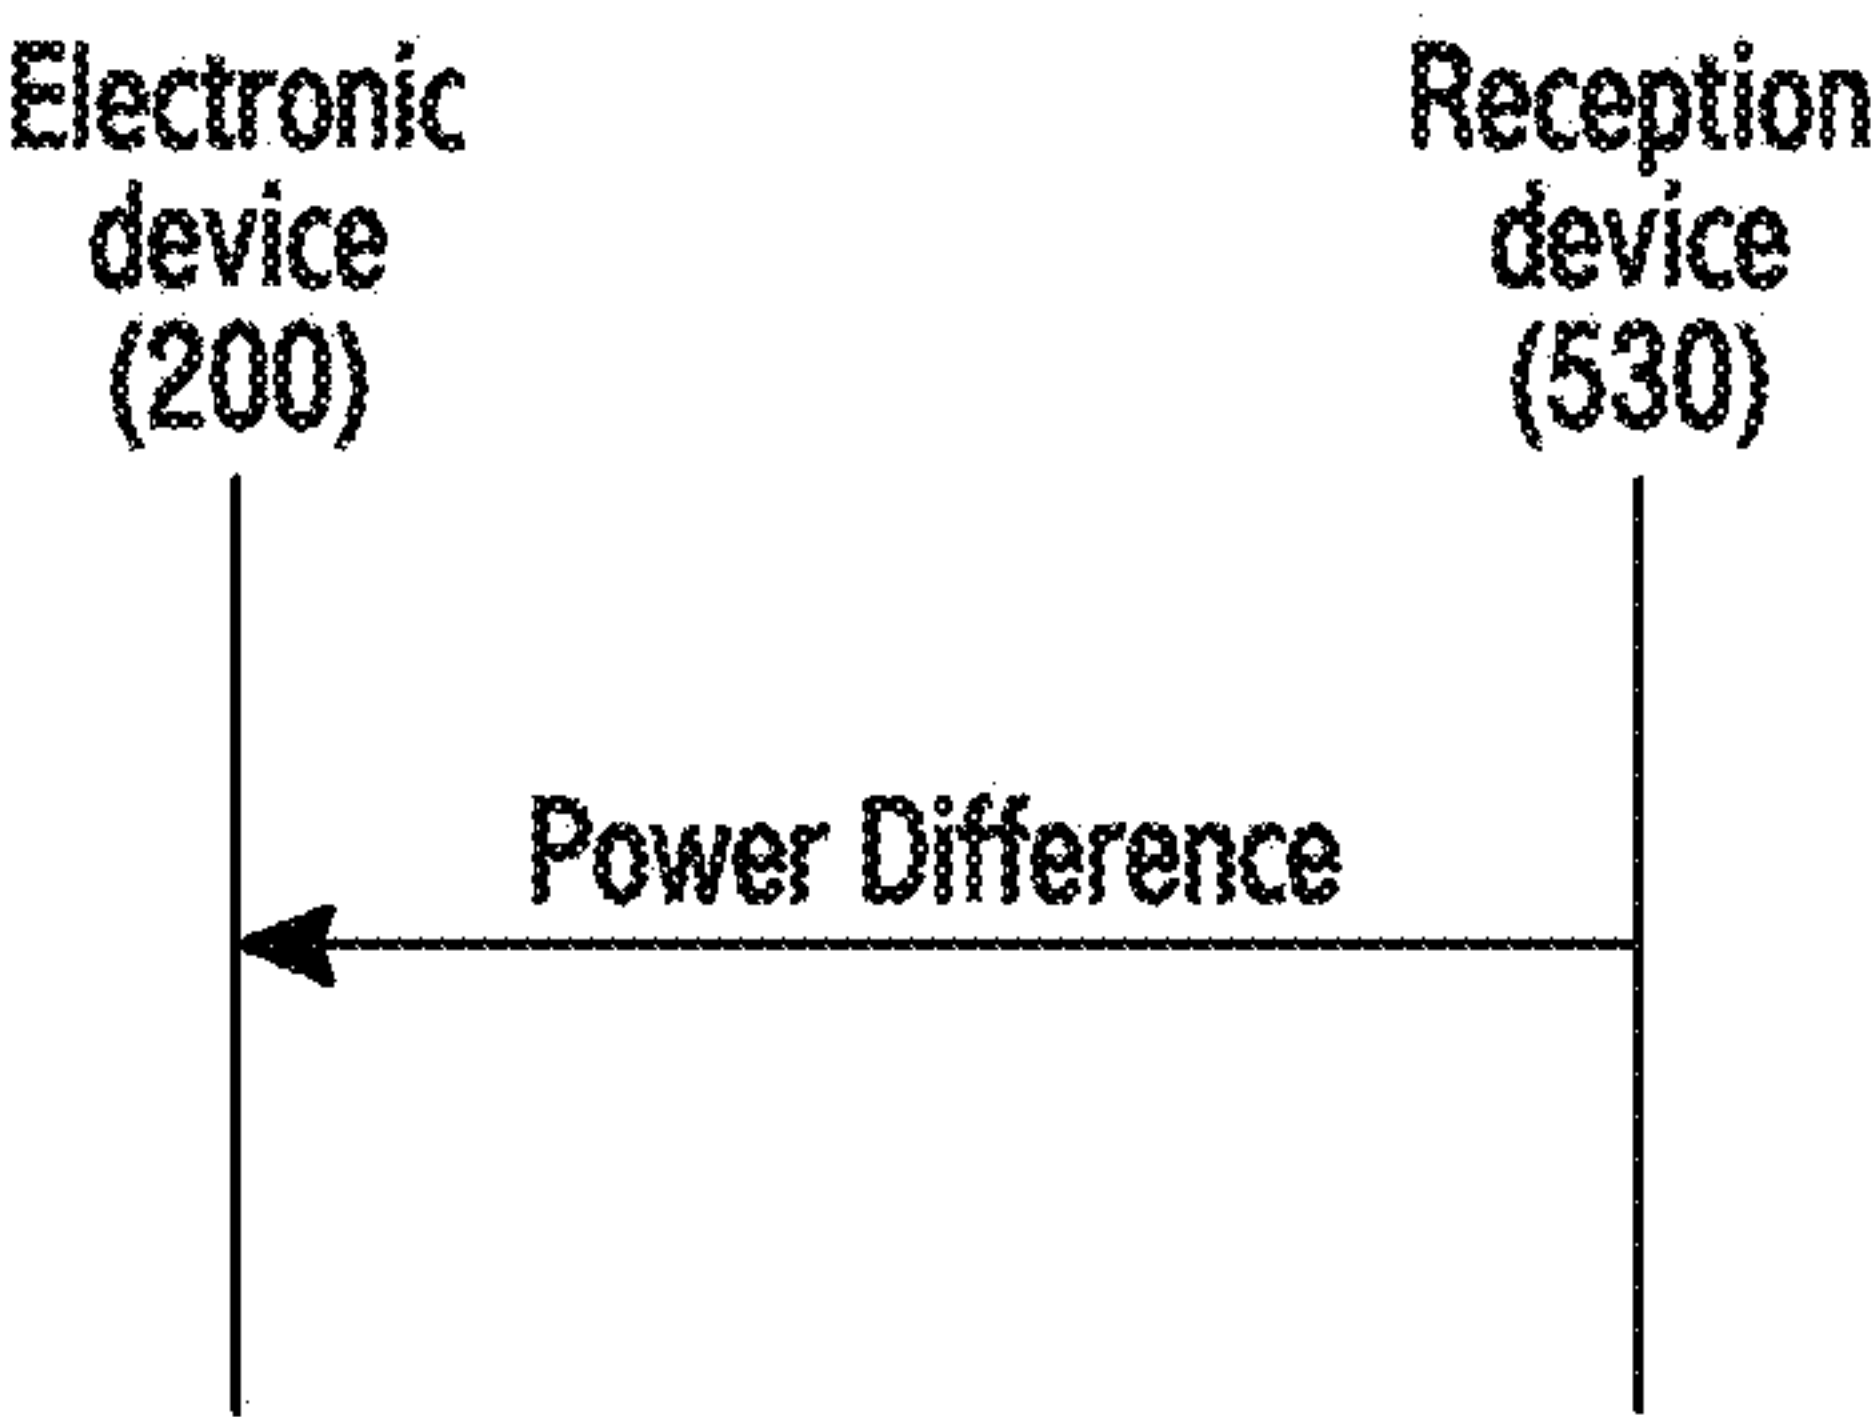 Electronic
device
(200)
Reception
device
(530)
Power Difference